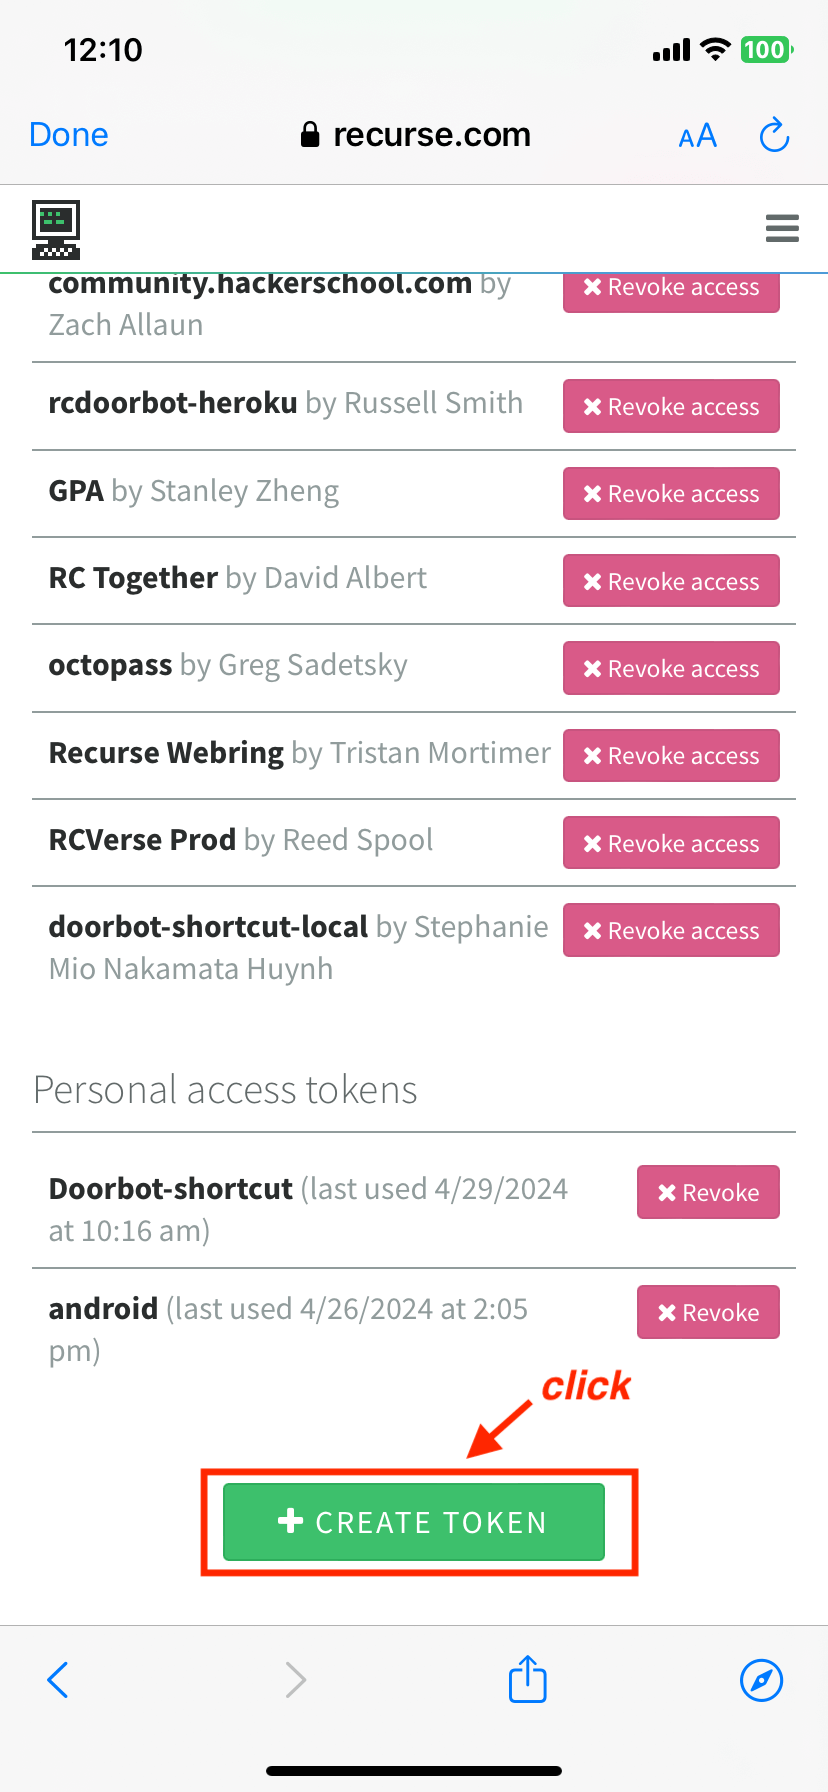 12:10
100
Done
recurse.com
AA
community.hackerschool.com by
Zach Allaun
Revoke access
rcdoorbot-heroku by Russell Smith
Revoke access
GPA by Stanley Zheng
Revoke access
RC Together by David Albert
Revoke access
octopass by Greg Sadetsky
Revoke access
Recurse Webring by Tristan Mortimer
Revoke access
RCVerse Prod by Reed Spool
Revoke access
doorbot-shortcut-local by Stephanie
Mio Nakamata Huynh
Revoke access
Personal access tokens
Doorbot-shortcut (last used 4/29/2024
at 10:16 am)
Revoke
android (last used 4/26/2024 at 2:05
pm)
Revoke
click
CREATE TOKEN